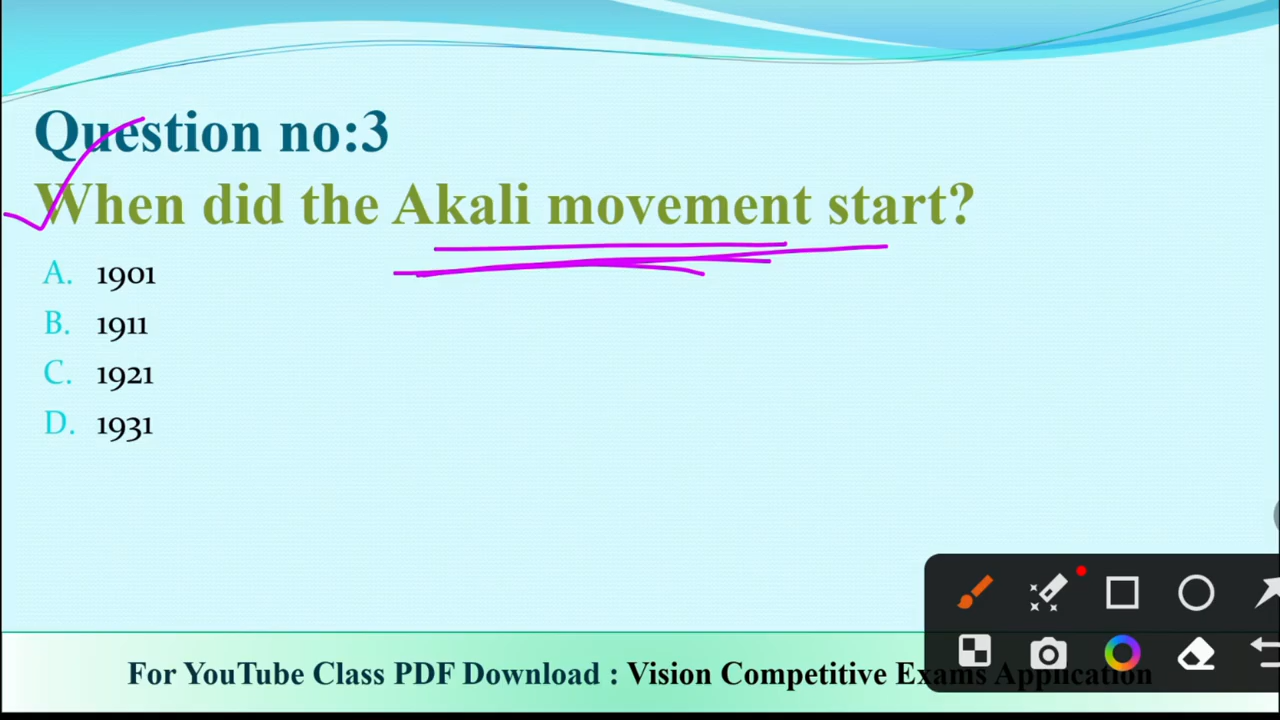 Question no:3
When did the Akali movement start?
A. 1901
B. 1911
C. 1921
D. 1931
For YouTube Class PDF Download : Vision Competitive Exams Application